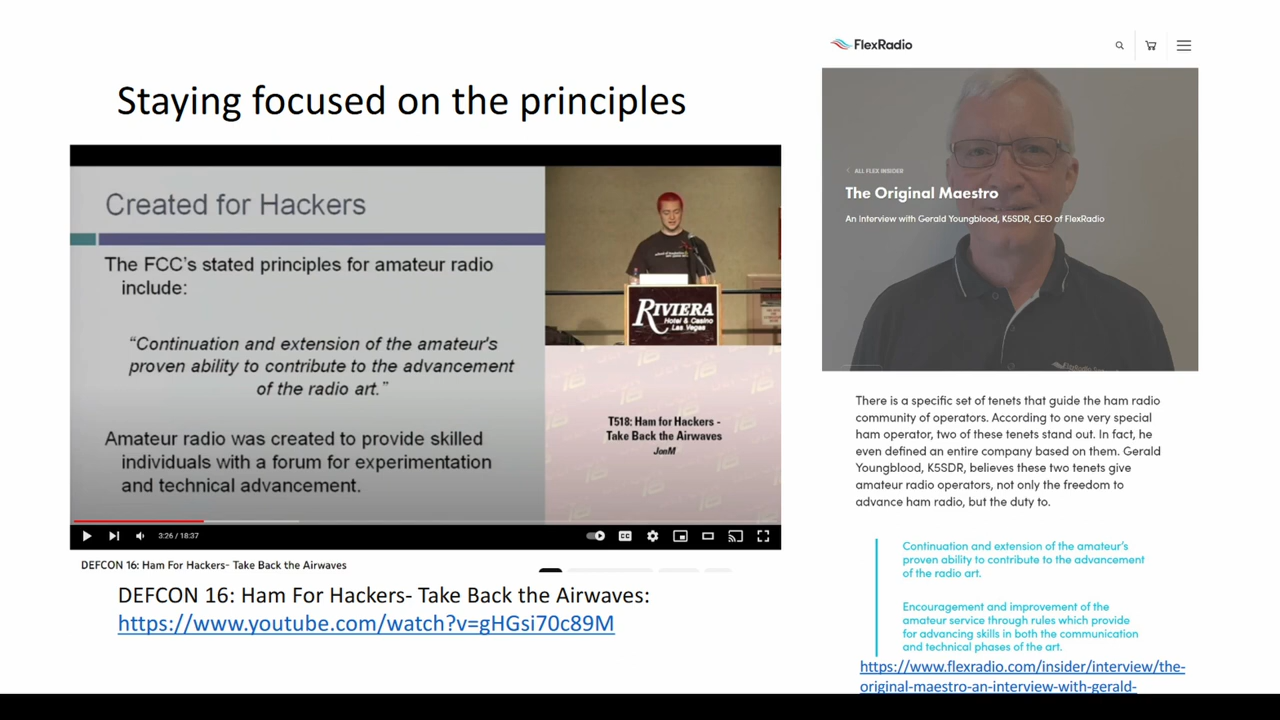 Staying focused on the principles
Created for Hackers
The FCC's stated principles for amateur radio
include:
“Continuation and extension of the amateur's
proven ability to contribute to the advancement
of the radio art.”
Amateur radio was created to provide skilled
individuals with a forum for experimentation
and technical advancement.
RIVIERA
Hotel & Casino
Las Vegas
T518: Ham for Hackers -
Take Back the Airwaves
JonM
3:26 / 18:37
CC
DEFCON 16: Ham For Hackers- Take Back the Airwaves
DEFCON 16: Ham For Hackers- Take Back the Airwaves:
https://www.youtube.com/watch?v=gHGsi70c89M
FlexRadio
ALL FLEX INSIDER
The Original Maestro
An interview with Gerald Youngblood, K5SDR, CEO of FlexRadio
There is a specific set of tenets that guide the ham radio
community of operators. According to one very special
ham operator, two of these tenets stand out. In fact, he
even defined an entire company based on them. Gerald
Youngblood, K5SDR, believes these two tenets give
amateur radio operators, not only the freedom to
advance ham radio, but the duty to.
Continuation and extension of the amateur's
proven ability to contribute to the advancement
of the radio art.
Encouragement and improvement of the
amateur service through rules which provide
for advancing skills in both the communication
and technical phases of the art.
https://www.flexradio.com/insider/interview/the-
original-maestro-an-interview-with-gerald-